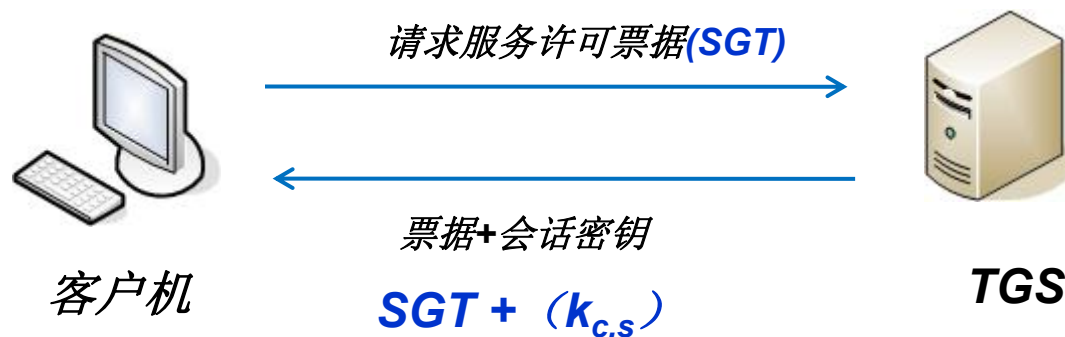 请求服务许可票据(SGT)
票据+会话密钥
客户机
SGT +（k_{c,s}）
TGS